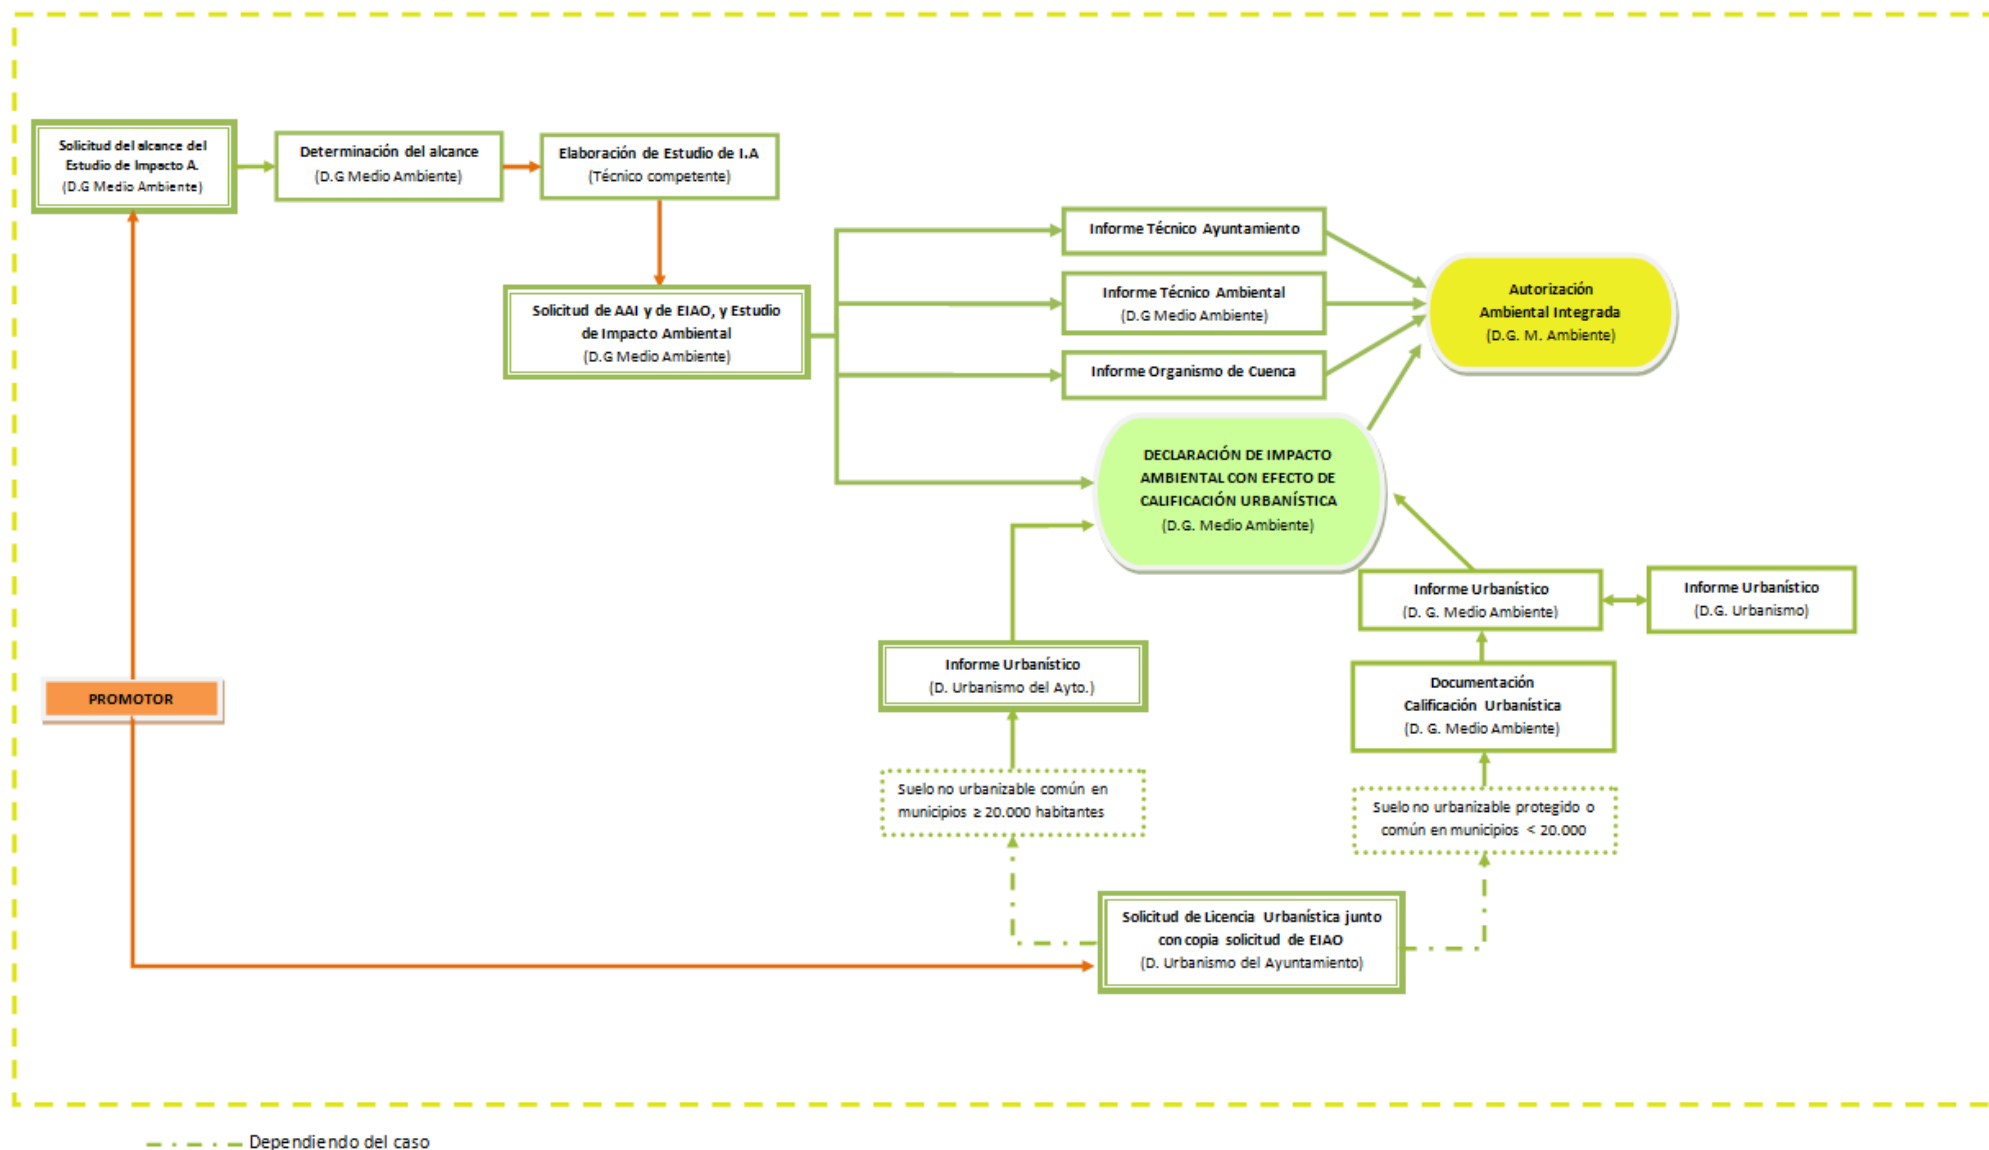 Solicitud del alcance del
Estudio de Impacto A.
(D.G Medio Ambiente)
Determinación del alcance
(D.G Medio Ambiente)
Elaboración de Estudio de I.A
(Técnico competente)
Informe Técnico Ayuntamiento
Solicitud de AAI y de EIAO, y Estudio
de Impacto Ambiental
(D.G Medio Ambiente)
Informe Técnico Ambiental
(D.G Medio Ambiente)
Autorización
Ambiental Integrada
(D.G. M. Ambiente)
Informe Organismo de Cuenca
DECLARACIÓN DE IMPACTO
AMBIENTAL CON EFECTO DE
CALIFICACIÓN URBANÍSTICA
(D.G. Medio Ambiente)
Informe Urbanístico
(D. G. Medio Ambiente)
Informe Urbanístico
(D.G. Urbanismo)
Informe Urbanístico
(D. Urbanismo del Ayto.)
PROMOTOR
Documentación
Calificación Urbanística
(D. G. Medio Ambiente)
Suelo no urbanizable común en
municipios ≥ 20.000 habitantes
Suelo no urbanizable protegido o
común en municipios < 20.000
Solicitud de Licencia Urbanística junto
con copia solicitud de EIAO
(D. Urbanismo del Ayuntamiento)
Dependiendo del caso